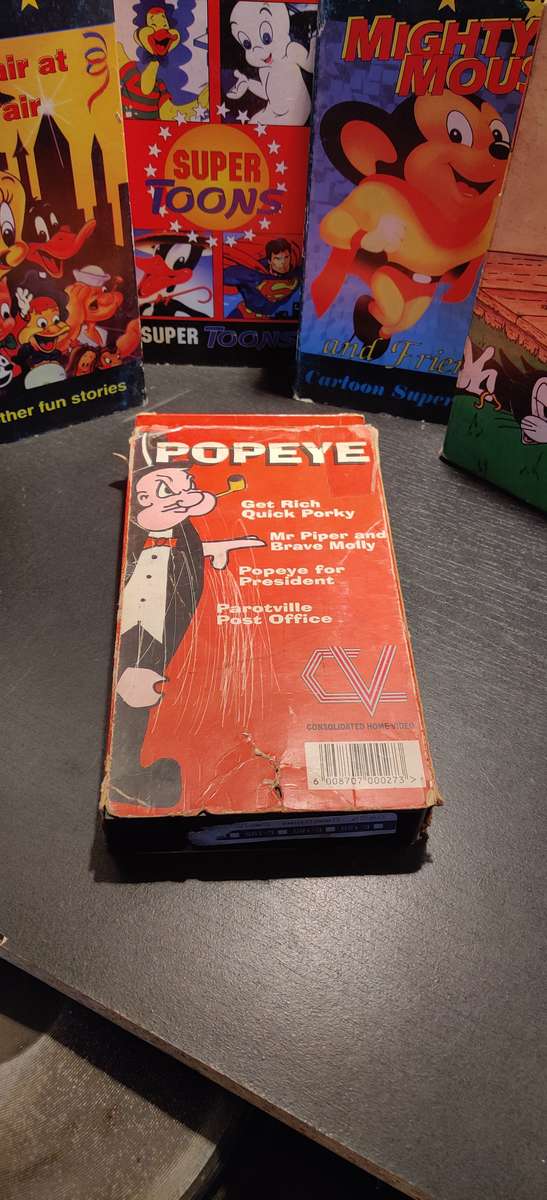 air at
air
SUPER
TOONS
SUPER TOONS
MIGHTY
MOUS
and Frie
Cartoon Super
ther fun stories
POPEYE
Get Rich
Quick Porky
Mr Piper and
Brave Molly
Popeye for
President
Parotville
Post Office
CV
CONSOLIDATED HOME VIDEO
6 008707 000273 >